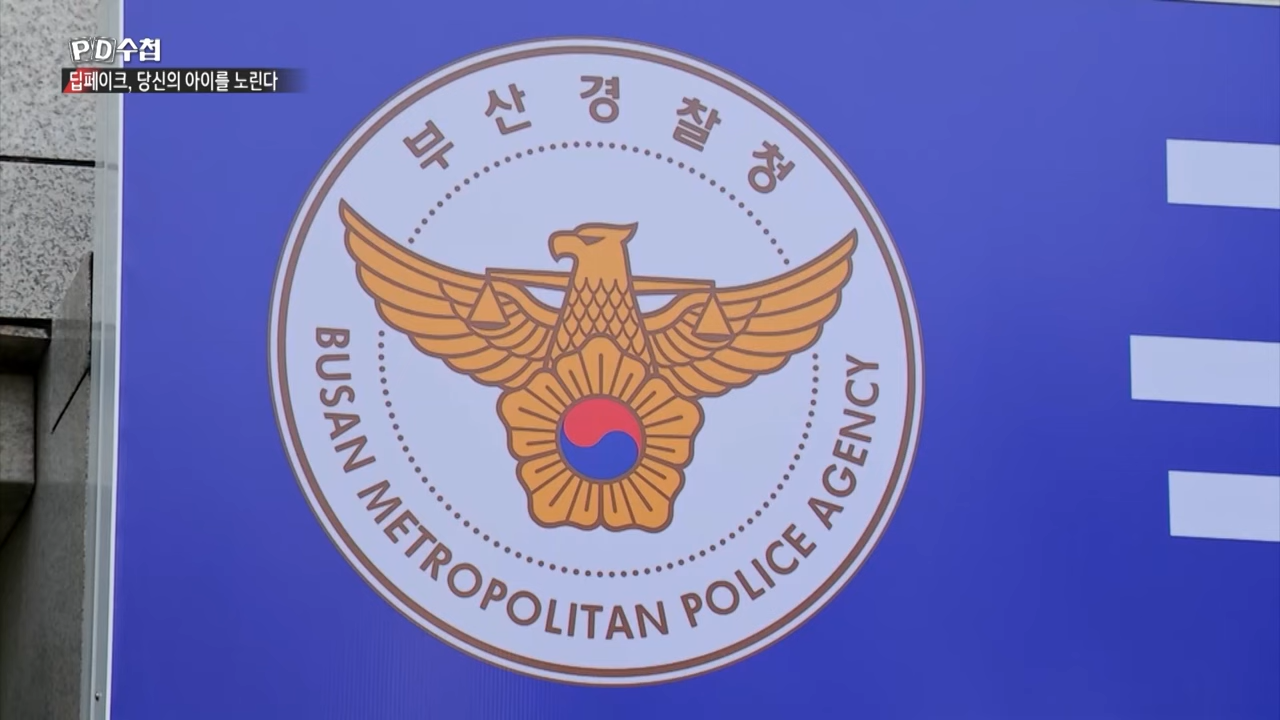 PD수첩
딥페이크, 당신의 아이를 노린다
부산경찰청
BUSAN METROPOLITAN POLICE AGENCY